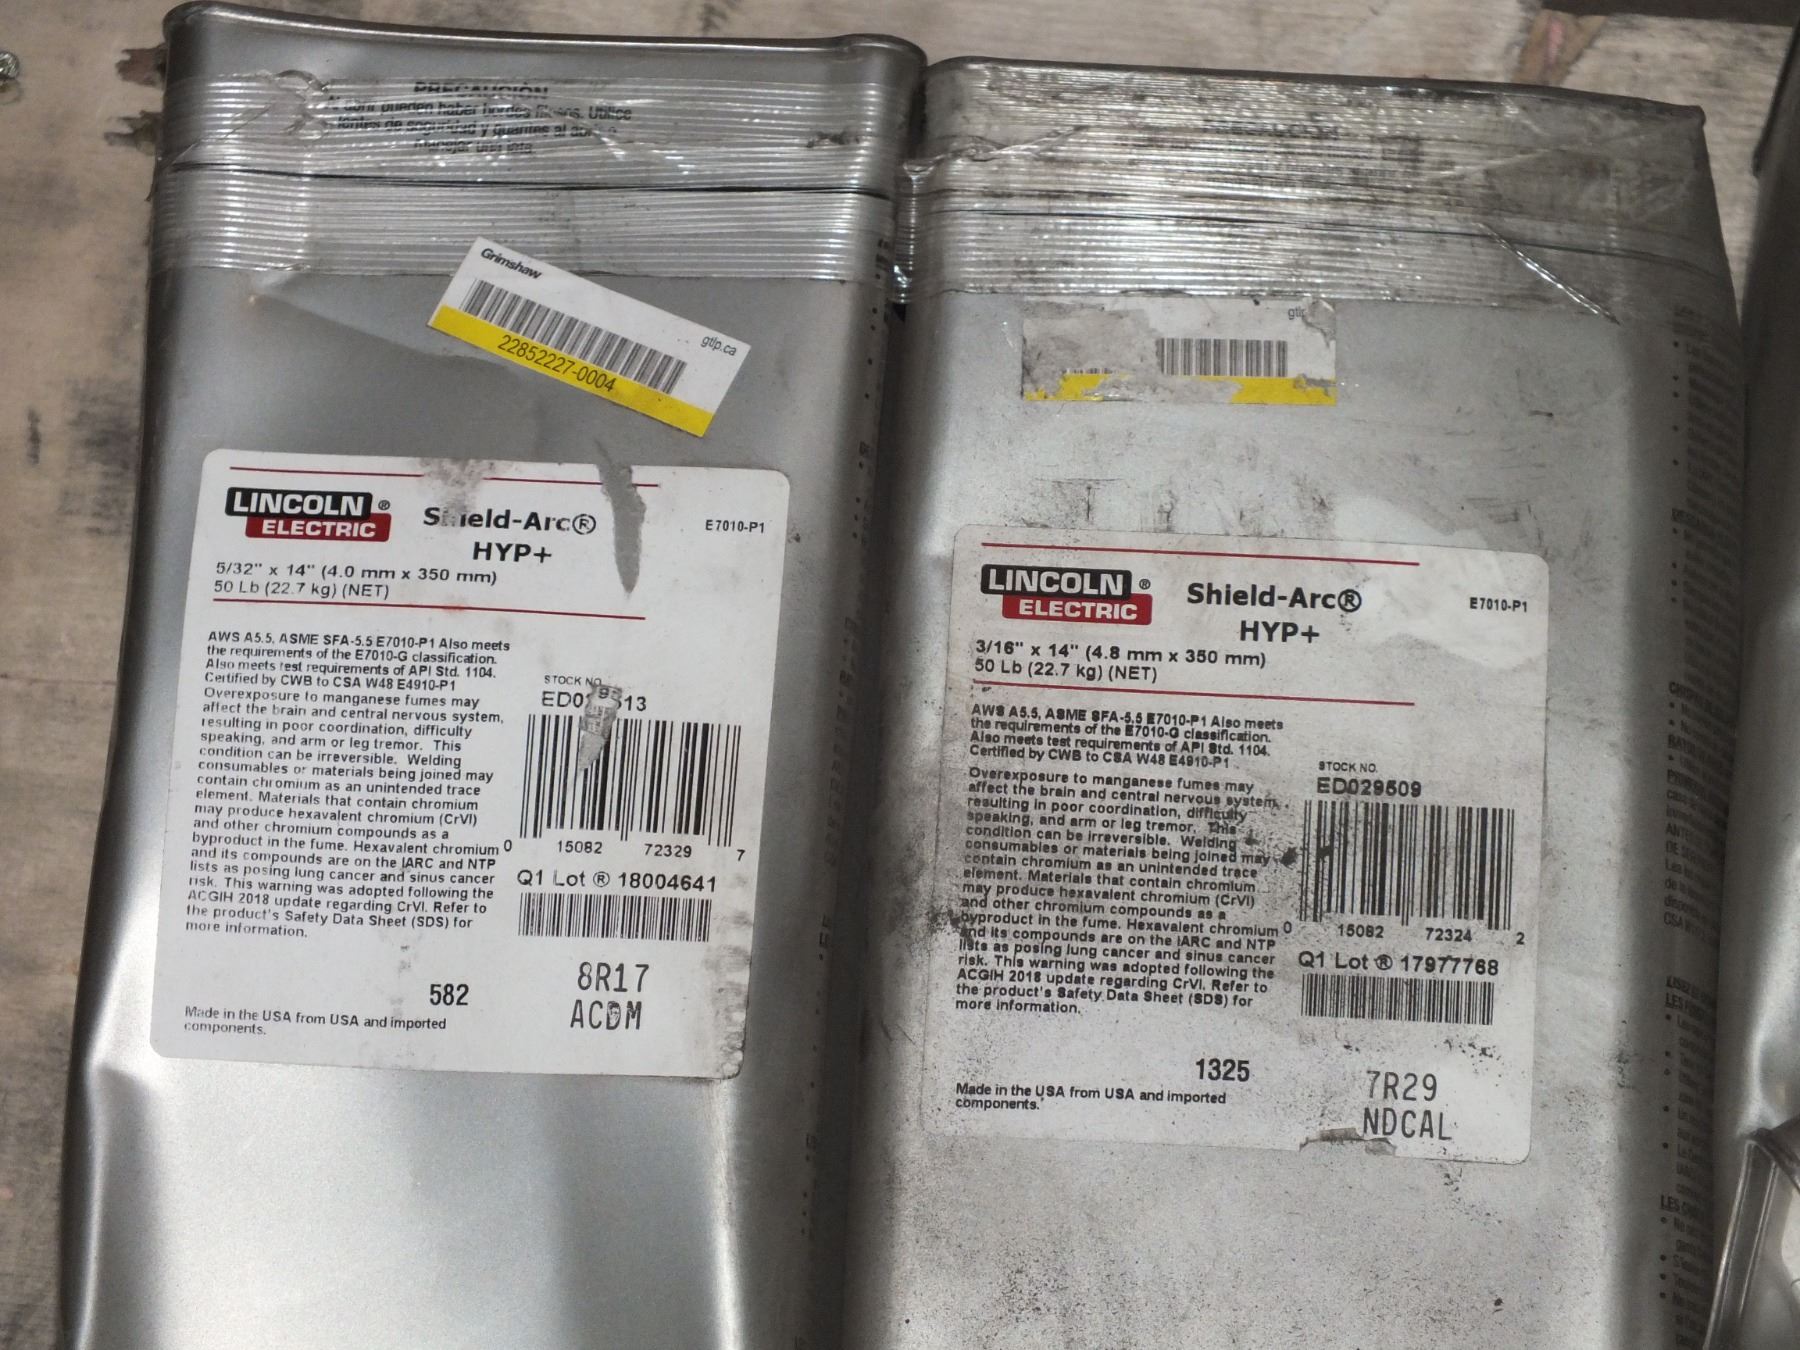 PRECAUCIÓN
Al abrir pueden haber bordes filosos. Utilice
lentes de seguridad y guantes al abrir o
manejar una lata.
Grimshaw
gtlp.ca
22852227-0004
LINCOLN ®
ELECTRIC
Shield-Arc®
HYP+
E7010-P1
5/32" x 14" (4.0 mm x 350 mm)
50 Lb (22.7 kg) (NET)
AWS A5.5, ASME SFA-5.5 E7010-P1 Also meets
the requirements of the E7010-G classification.
Also meets test requirements of API Std. 1104.
Certified by CWB to CSA W48 E4910-P1
Overexposure to manganese fumes may
affect the brain and central nervous system,
resulting in poor coordination, difficulty
speaking, and arm or leg tremor. This
condition can be irreversible. Welding
consumables or materials being joined may
contain chromium as an unintended trace
element. Materials that contain chromium
may produce hexavalent chromium (CrVI)
and other chromium compounds as a
byproduct in the fume. Hexavalent chromium
and its compounds are on the IARC and NTP
lists as posing lung cancer and sinus cancer
risk. This warning was adopted following the
ACGIH 2018 update regarding CrVI. Refer to
the product's Safety Data Sheet (SDS) for
more information.
STOCK NO.
0 15082 72329 7
Q1 Lot ® 18004641
582
8R17
ACDM
Made in the USA from USA and imported
components.
PRECAUCIÓN
LINCOLN ®
ELECTRIC
Shield-Arc®
HYP+
E7010-P1
3/16" x 14" (4.8 mm x 350 mm)
50 Lb (22.7 kg) (NET)
AWS A5.5, ASME SFA-5.5 E7010-P1 Also meets
the requirements of the E7010-G classification.
Also meets test requirements of API Std. 1104.
Certified by CWB to CSA W48 E4910-P1
Overexposure to manganese fumes may
affect the brain and central nervous system,
resulting in poor coordination, difficulty
speaking, and arm or leg tremor. This
condition can be irreversible. Welding
consumables or materials being joined may
contain chromium as an unintended trace
element. Materials that contain chromium
may produce hexavalent chromium (CrVI)
and other chromium compounds as a
byproduct in the fume. Hexavalent chromium
and its compounds are on the IARC and NTP
lists as posing lung cancer and sinus cancer
risk. This warning was adopted following the
ACGIH 2018 update regarding CrVI. Refer to
the product's Safety Data Sheet (SDS) for
more information.
STOCK NO.
ED029509
0 15082 72324 2
Q1 Lot ® 17977768
1325
7R29
NDCAL
Made in the USA from USA and imported
components.